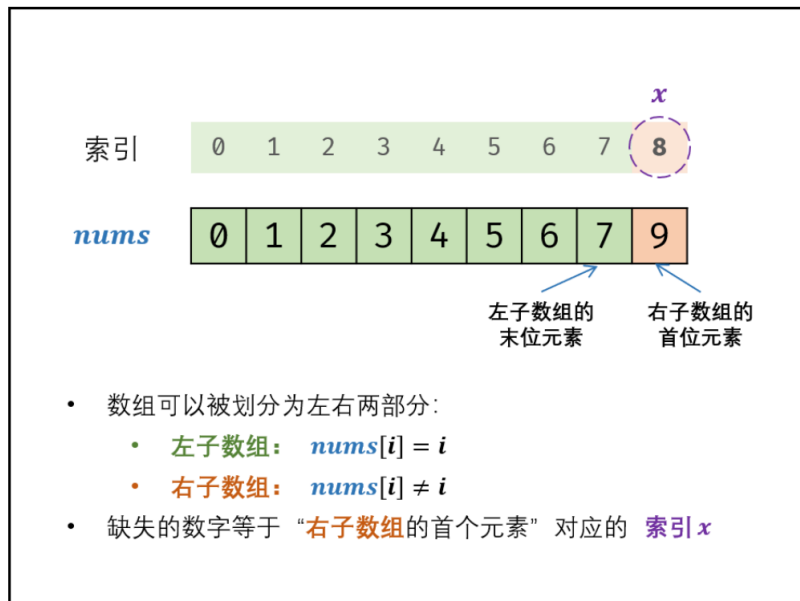 x
索引 0 1 2 3 4 5 6 7 8
nums 0 1 2 3 4 5 6 7 9
左子数组的
末位元素
右子数组的
首位元素
• 数组可以被划分为左右两部分：
• 左子数组： nums[i] = i
• 右子数组： nums[i] ≠ i
• 缺失的数字等于 “右子数组的首个元素” 对应的 索引 x